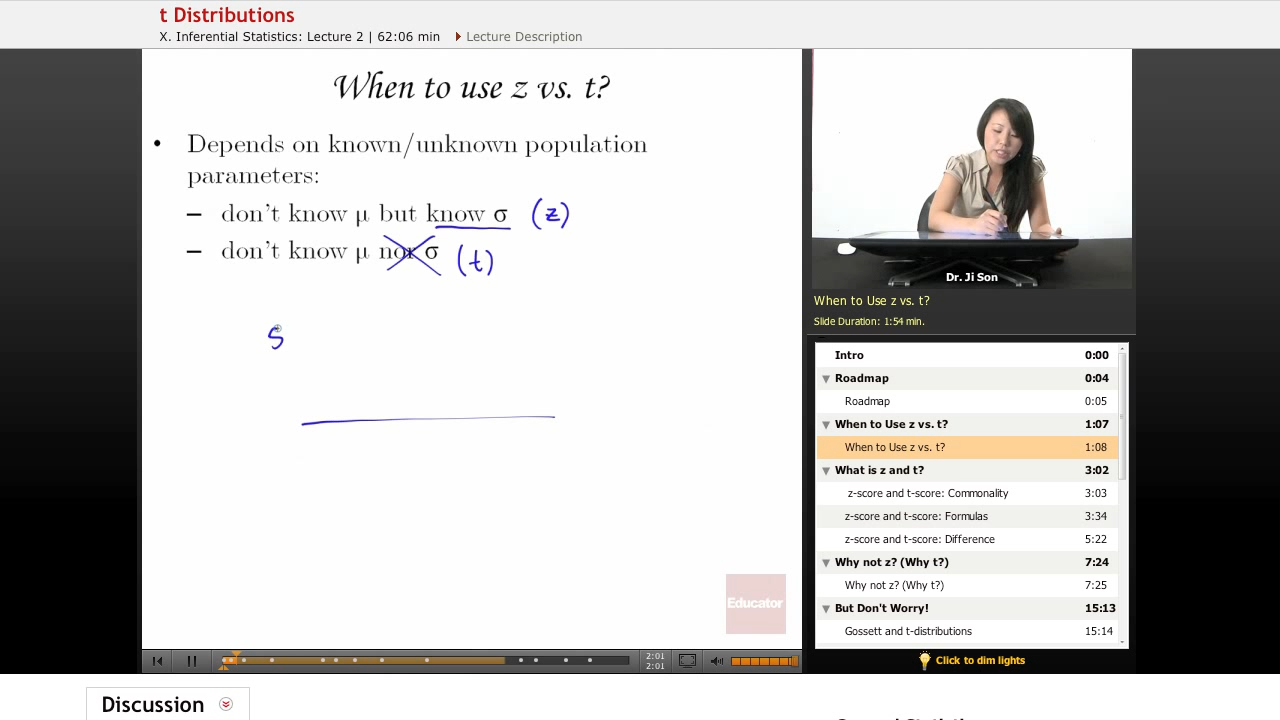 t Distributions
X. Inferential Statistics: Lecture 2 | 62:06 min Lecture Description
When to use z vs. t?
• Depends on known/unknown population
parameters:
– don't know μ but know σ (z)
– don't know μ nor σ (t)
S
Educator
2:01
2:01
Dr. Ji Son
When to Use z vs. t?
Slide Duration: 1:54 min.
Intro 0:00
Roadmap 0:04
Roadmap 0:05
When to Use z vs. t? 1:07
When to Use z vs. t? 1:08
What is z and t? 3:02
z-score and t-score: Commonality 3:03
z-score and t-score: Formulas 3:34
z-score and t-score: Difference 5:22
Why not z? (Why t?) 7:24
Why not z? (Why t?) 7:25
But Don't Worry! 15:13
Gossett and t-distributions 15:14
Click to dim lights
Discussion